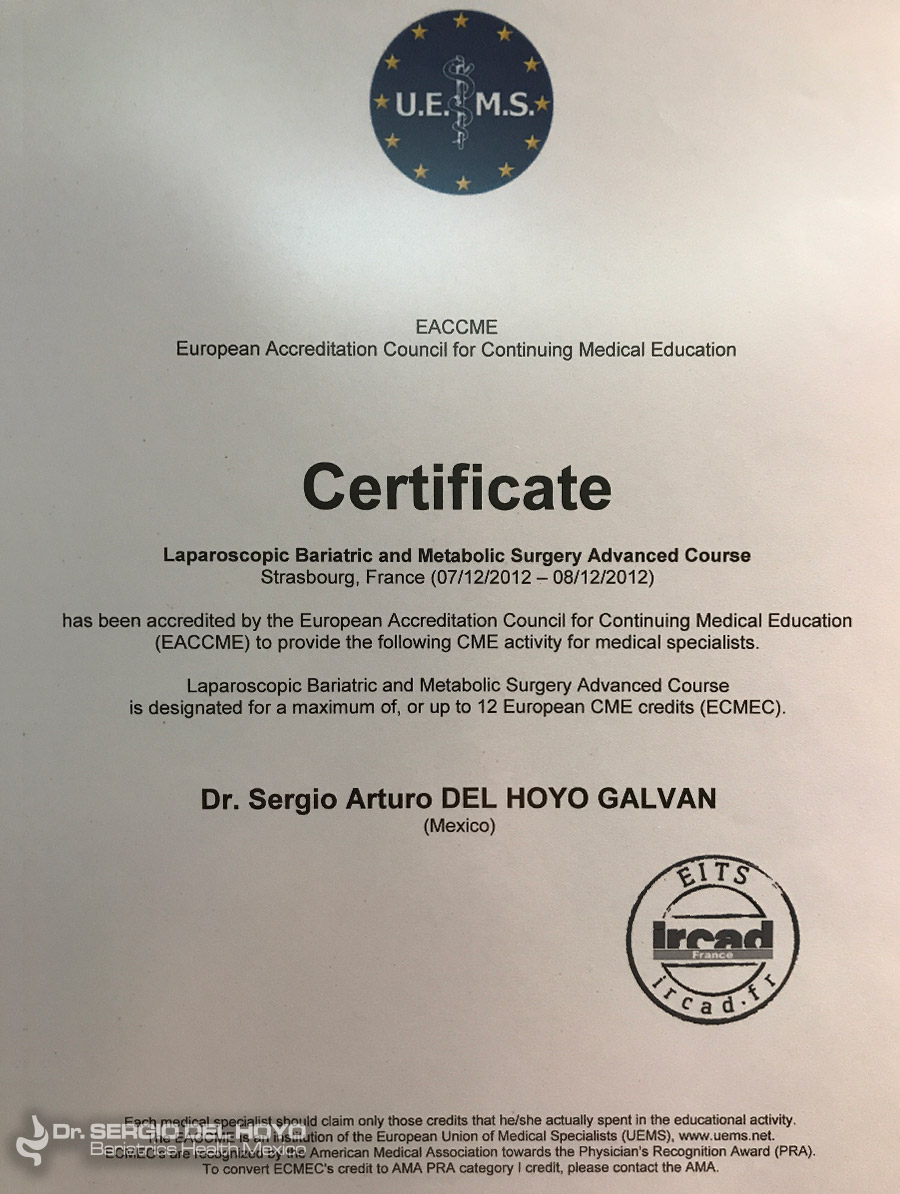 U.E.M.S.
EACCME
European Accreditation Council for Continuing Medical Education
Certificate
Laparoscopic Bariatric and Metabolic Surgery Advanced Course
Strasbourg, France (07/12/2012 – 08/12/2012)
has been accredited by the European Accreditation Council for Continuing Medical Education
(EACCME) to provide the following CME activity for medical specialists.
Laparoscopic Bariatric and Metabolic Surgery Advanced Course
is designated for a maximum of, or up to 12 European CME credits (ECMEC).
Dr. Sergio Arturo DEL HOYO GALVAN
(Mexico)
EITS
ircad
France
ircad.fr
Each medical specialist should claim only those credits that he/she actually spent in the educational activity.
The EACCME is an institution of the European Union of Medical Specialists (UEMS), www.uems.net.
ECMEC's are recognized by the American Medical Association towards the Physician's Recognition Award (PRA).
To convert ECMEC's credit to AMA PRA category I credit, please contact the AMA.
Dr. SERGIO DEL HOYO
Bariatrics Health Mexico